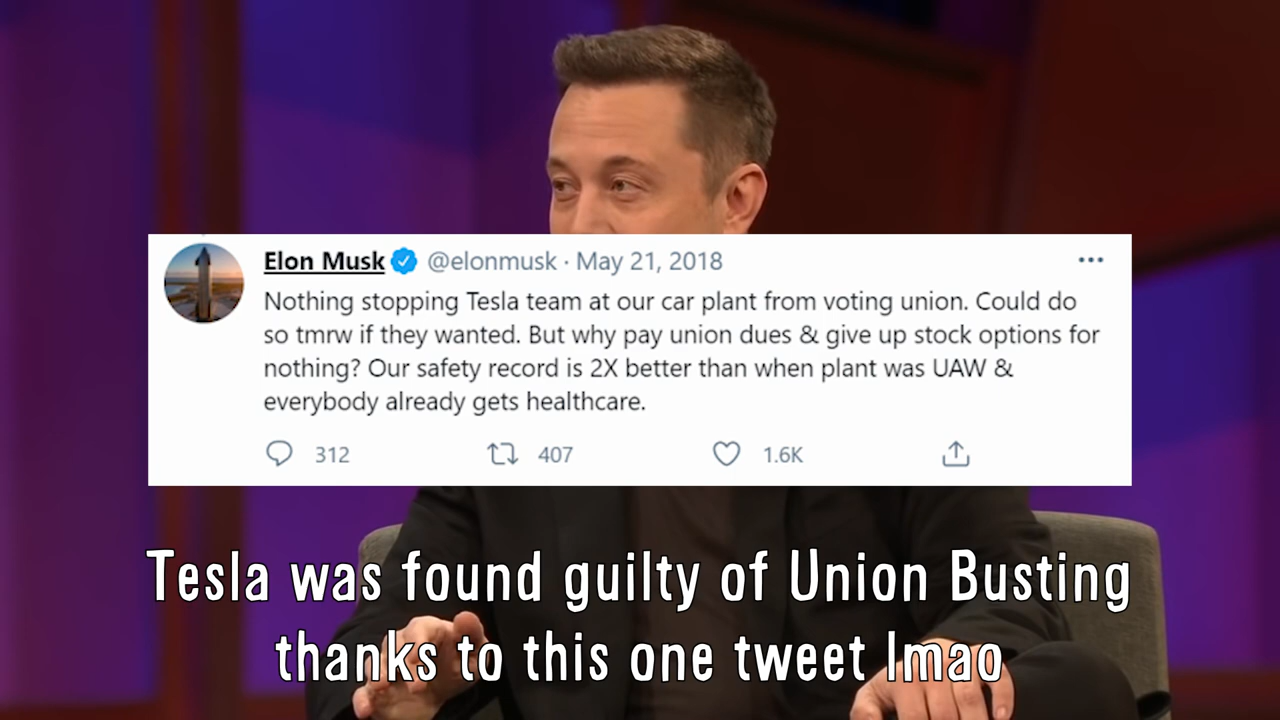 Elon Musk @elonmusk · May 21, 2018
Nothing stopping Tesla team at our car plant from voting union. Could do
so tmrw if they wanted. But why pay union dues & give up stock options for
nothing? Our safety record is 2X better than when plant was UAW &
everybody already gets healthcare.
312 407 1.6K
Tesla was found guilty of Union Busting
thanks to this one tweet lmao